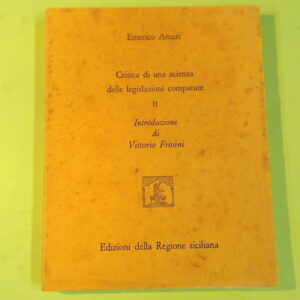 Emerico Amari
Critica di una scienza
delle legislazioni comparate
II
Introduzione
di
Vittorio Frosini
Edizioni della Regione siciliana